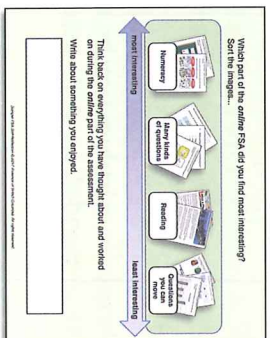 Which part of the online FSA did you find most interesting?
Sort the images...
Numeracy
Many kinds
of questions
Reading
Questions
you can
move
most interesting
least interesting
Think back on everything you have thought about and worked
on during the online part of the assessment.
Write about something you enjoyed.